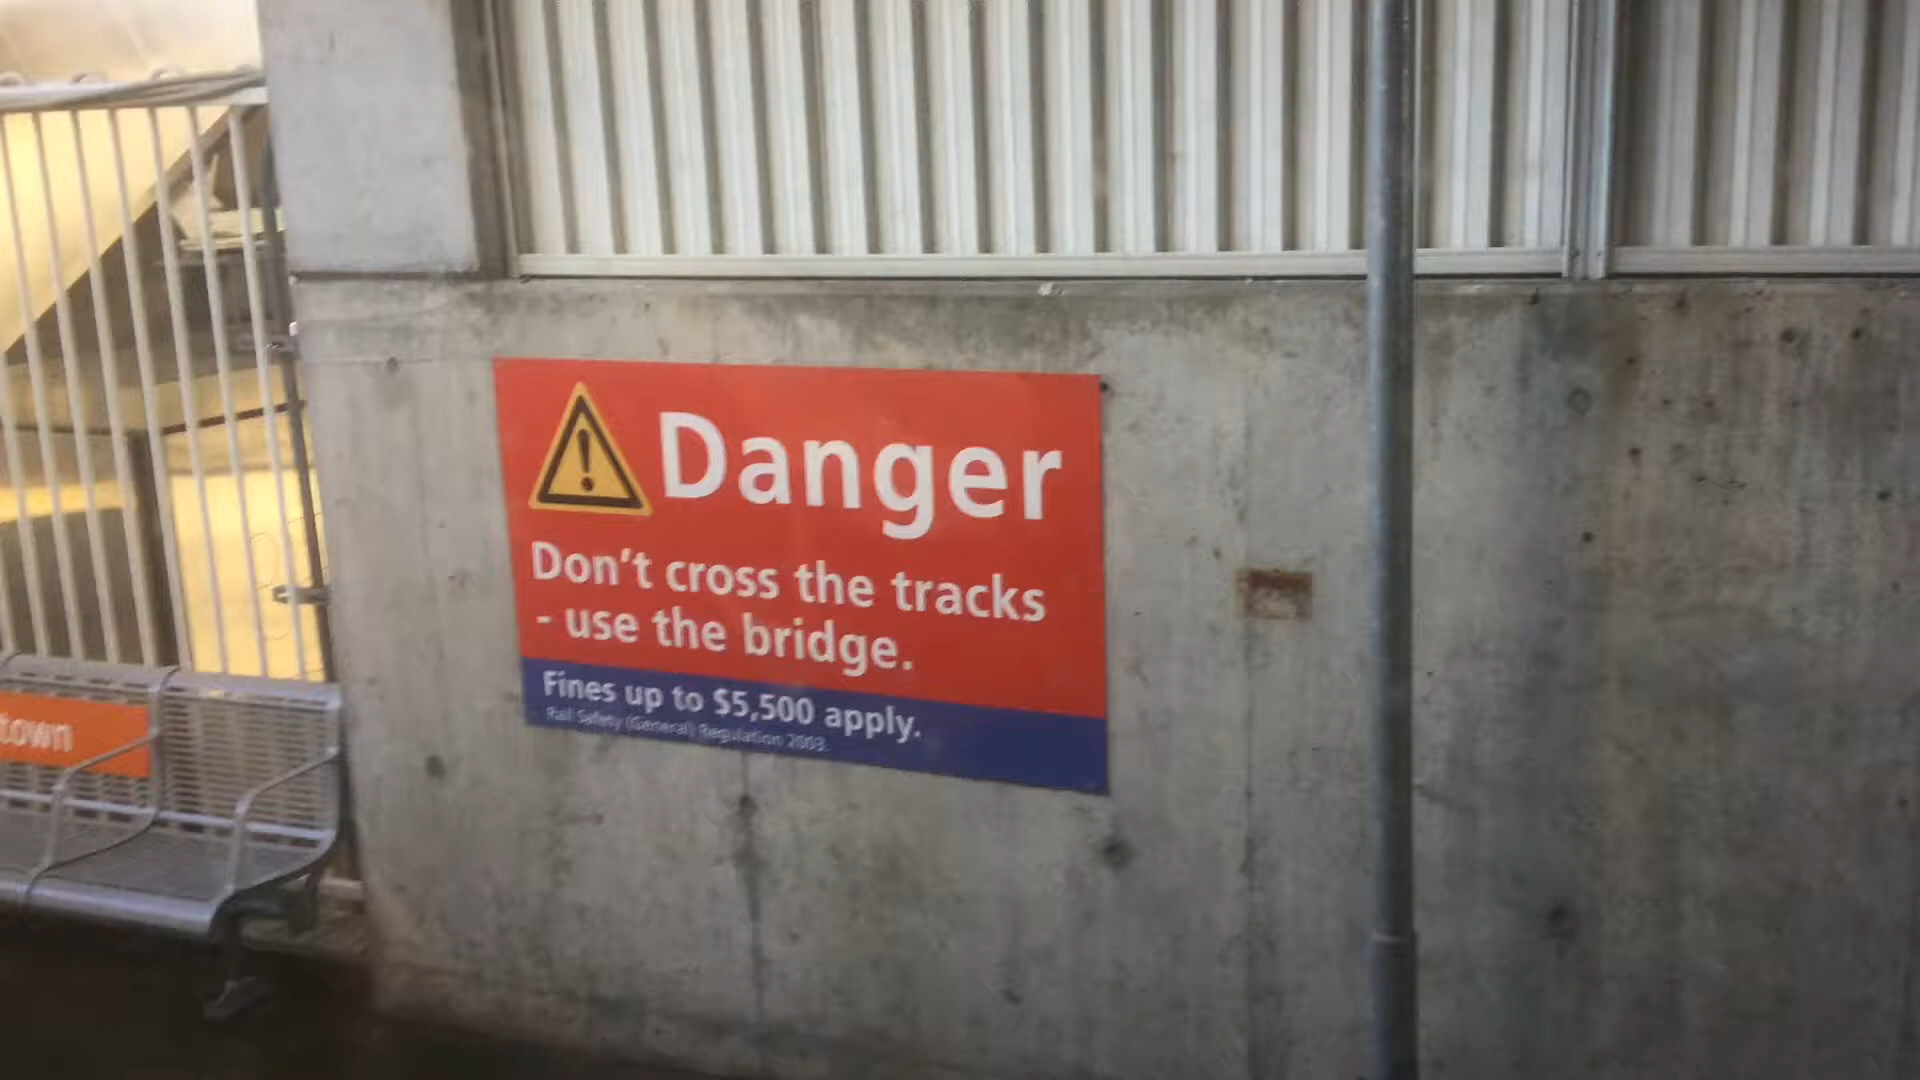 Danger
Don't cross the tracks
- use the bridge.
Fines up to $5,500 apply.
Rail Safety (General) Regulation 2003.
town